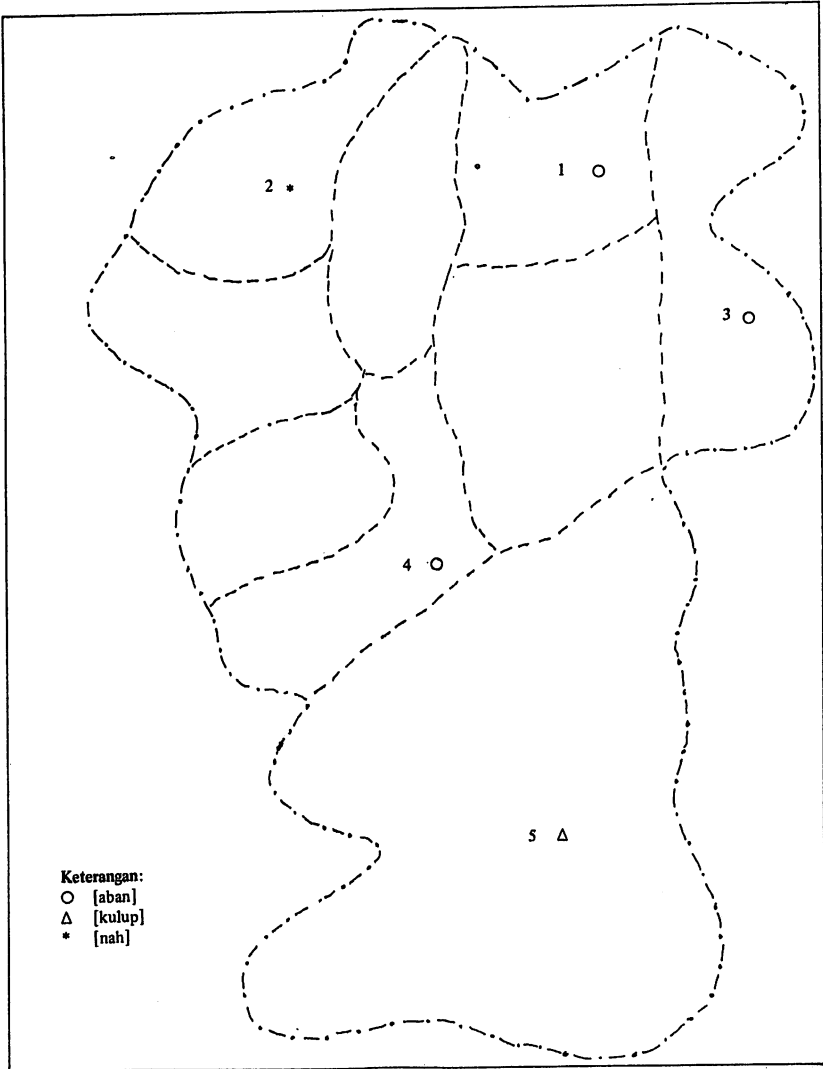 2 *
1 ○
3 ○
4 ○
5 △
Keterangan:
○ [aban]
△ [kulup]
* [nah]